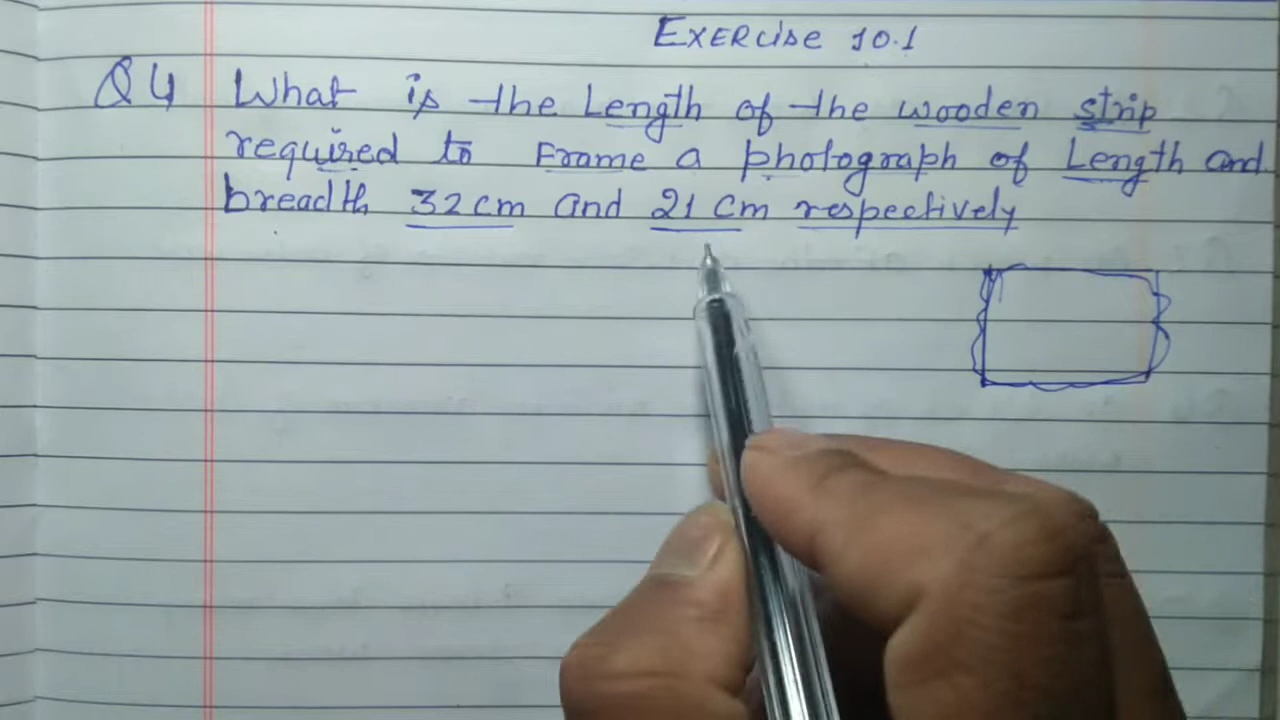 Exercise 10.1
Q4 What is the Length of the wooden strip
required to Frame a photograph of Length and
breadth 32 cm and 21 cm respectively